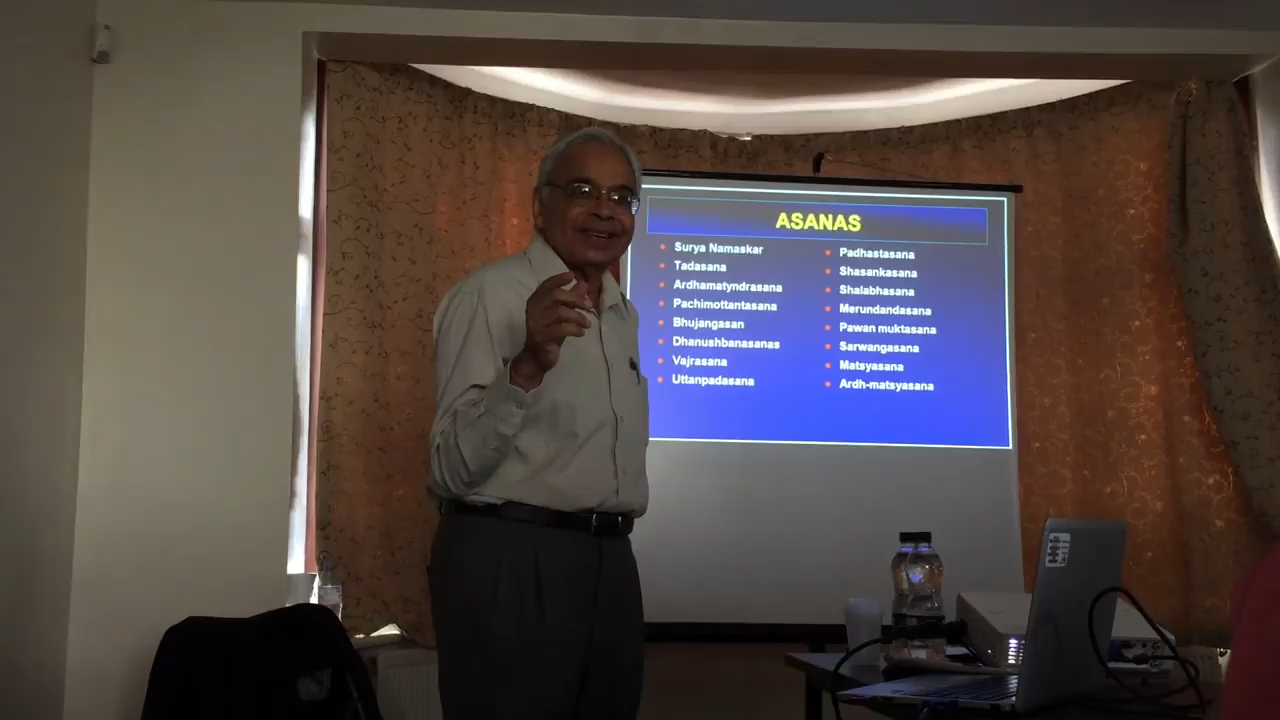 ASANAS
Surya Namaskar
Tadasana
Ardhamatyndrasana
Pachimottantasana
Bhujangasan
Dhanushbanasanas
Vajrasana
Uttanpadasana
Padhastasana
Shasankasana
Shalabhasana
Merundandasana
Pawan muktasana
Sarwangasana
Matsyasana
Ardh-matsyasana